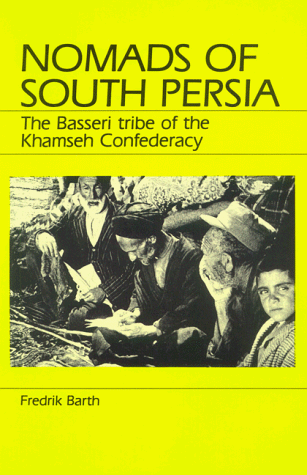 NOMADS OF
SOUTH PERSIA
The Basseri tribe of the
Khamseh Confederacy
Fredrik Barth